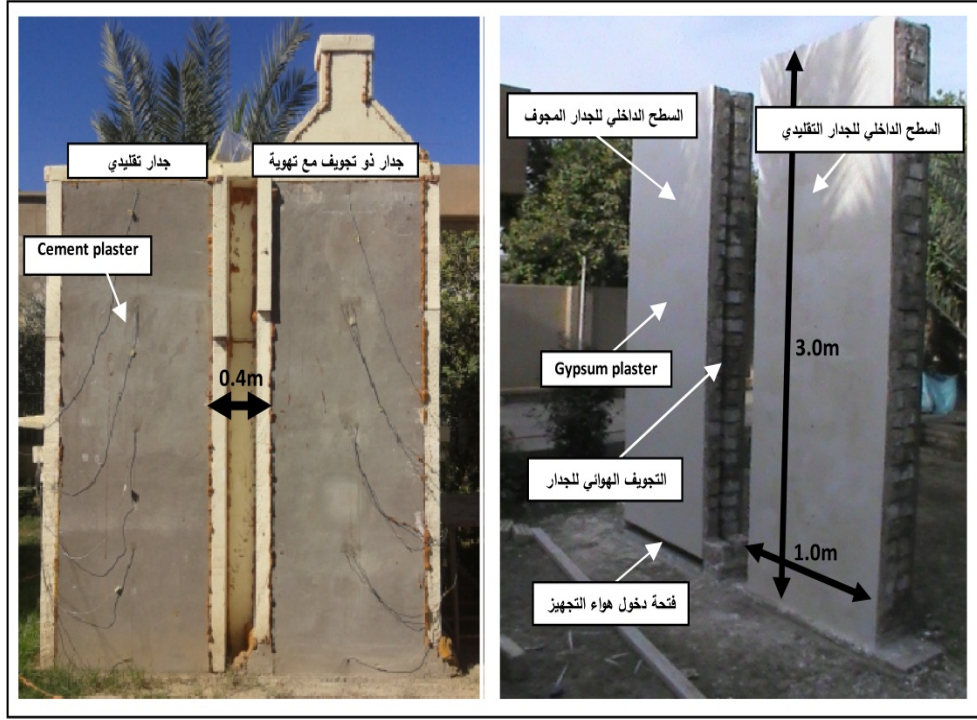 جدار تقليدي
جدار ذو تجويف مع تهوية
Cement plaster
0.4m
السطح الداخلي للجدار المجوف
السطح الداخلي للجدار التقليدي
3.0m
Gypsum plaster
التجويف الهوائي للجدار
1.0m
فتحة دخول هواء التجهيز